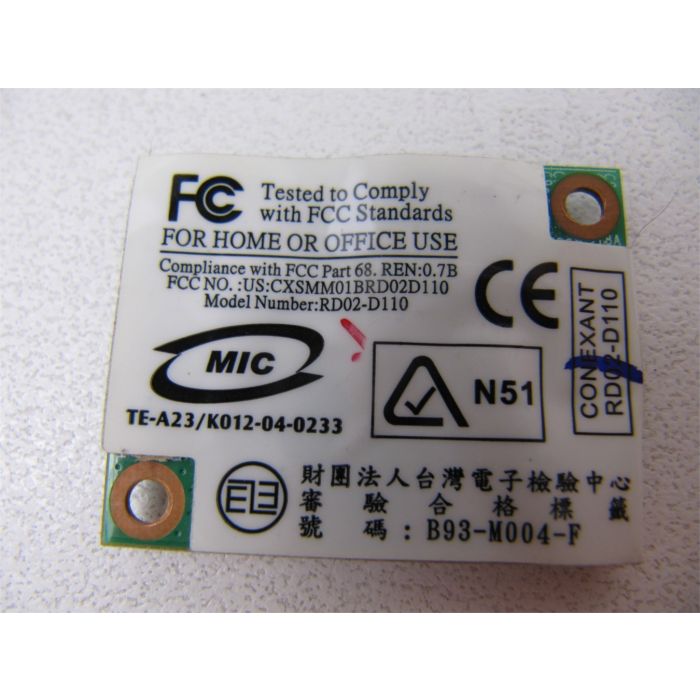 FC Tested to Comply
with FCC Standards
FOR HOME OR OFFICE USE
Compliance with FCC Part 68. REN:0.7B
FCC NO. :US:CXSMM01BRD02D110
Model Number:RD02-D110
CE
CONEXANT
RD02-D110
MIC
TE-A23/K012-04-0233
N51
財團法人台灣電子檢驗中心
審驗合格標籤
號碼:B93-M004-F